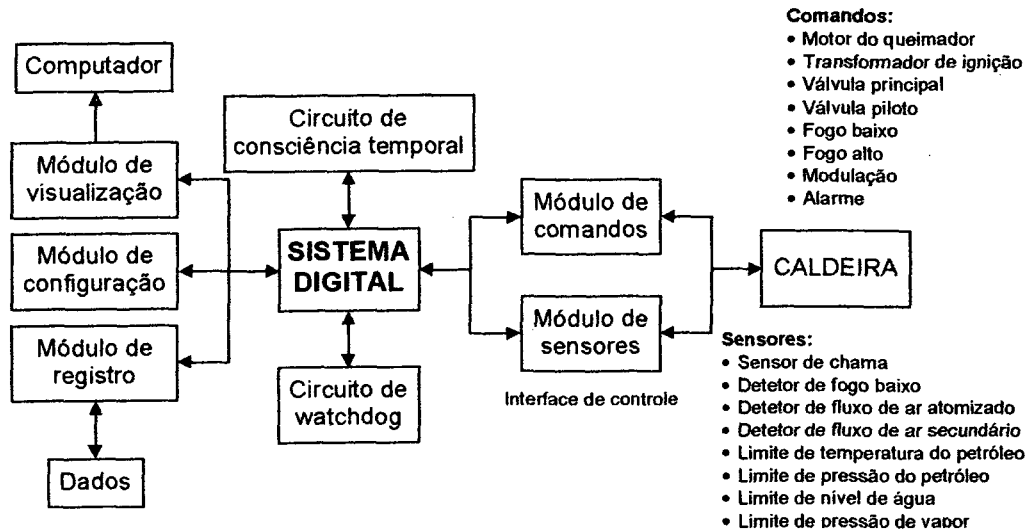 Comandos:
• Motor do queimador
• Transformador de ignição
• Válvula principal
• Válvula piloto
• Fogo baixo
• Fogo alto
• Modulação
• Alarme
Computador
Circuito de
consciência temporal
Módulo de
visualização
Módulo de
comandos
Módulo de
configuração
SISTEMA
DIGITAL
CALDEIRA
Módulo de
registro
Módulo de
sensores
Circuito de
watchdog
Interface de controle
Dados
Sensores:
• Sensor de chama
• Detetor de fogo baixo
• Detetor de fluxo de ar atomizado
• Detetor de fluxo de ar secundário
• Limite de temperatura do petróleo
• Limite de pressão do petróleo
• Limite de nível de água
• Limite de pressão de vapor